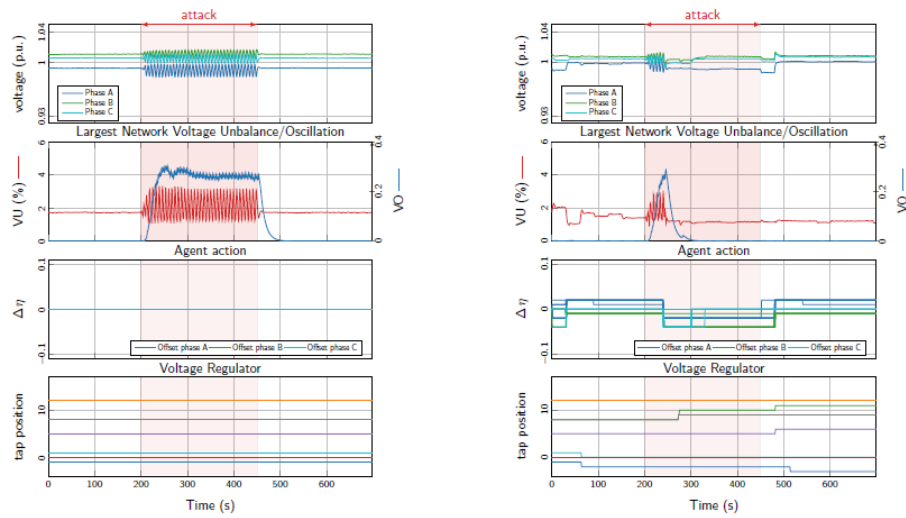 attack
1.04
1
0.93
voltage (p.u.)
Phase A
Phase B
Phase C
Largest Network Voltage Unbalance/Oscillation
6
4
2
0
VU (%)
0.4
0.2
0
VO
Agent action
0.1
0
−0.1
Δη
Offset phase A Offset phase B Offset phase C
Voltage Regulator
10
0
tap position
0 100 200 300 400 500 600
Time (s)
attack
1.04
1
0.93
voltage (p.u.)
Phase A
Phase B
Phase C
Largest Network Voltage Unbalance/Oscillation
6
4
2
0
VU (%)
0.4
0.2
0
VO
Agent action
0.1
0
−0.1
Δη
Offset phase A Offset phase B Offset phase C
Voltage Regulator
10
0
tap position
0 100 200 300 400 500 600
Time (s)